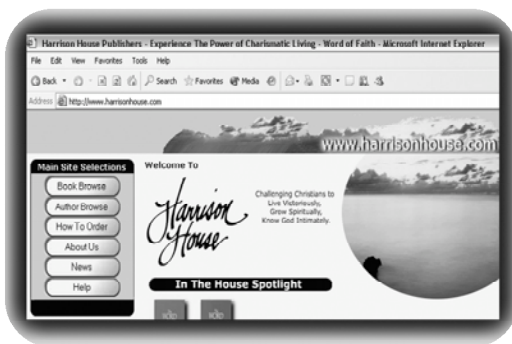 Harrison House Publishers - Experience The Power of Charismatic Living - Word of Faith - Microsoft Internet Explorer
File Edit View Favorites Tools Help
Back Search Favorites Media
Address http://www.harrisonhouse.com
www.harrisonhouse.com
Main Site Selections
Book Browse
Author Browse
How To Order
About Us
News
Help
Welcome To
Harrison
House
Challenging Christians to
Live Victoriously,
Grow Spiritually,
Know God Intimately.
In The House Spotlight